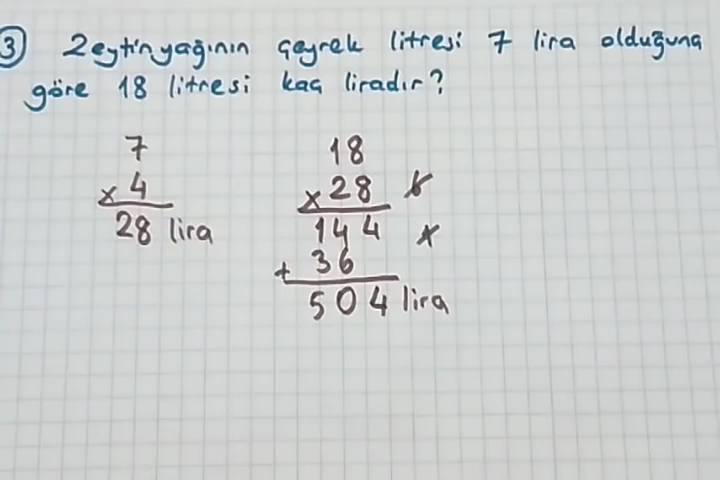 3 Zeytinyağının çeyrek litresi 7 lira olduğuna
göre 18 litresi kaç liradır?
7
x 4
28 lira
18
x 28
144
+ 36
504 lira